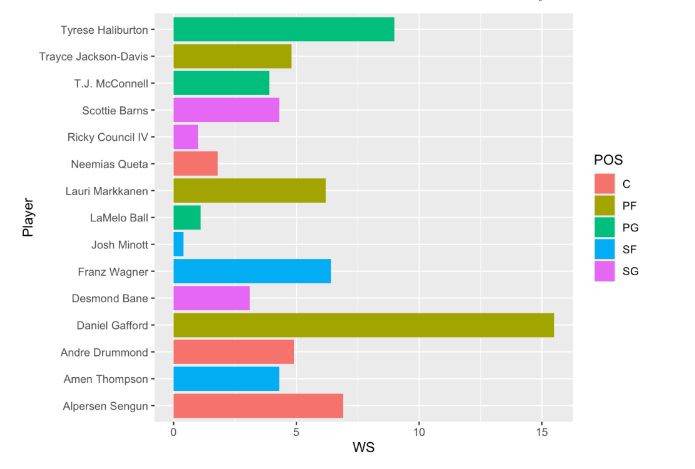 Tyrese Haliburton
Trayce Jackson-Davis
T.J. McConnell
Scottie Barns
Ricky Council IV
Neemias Queta
Lauri Markkanen
LaMelo Ball
Josh Minott
Franz Wagner
Desmond Bane
Daniel Gafford
Andre Drummond
Amen Thompson
Alpersen Sengun
Player
0 5 10 15
WS
POS
C
PF
PG
SF
SG